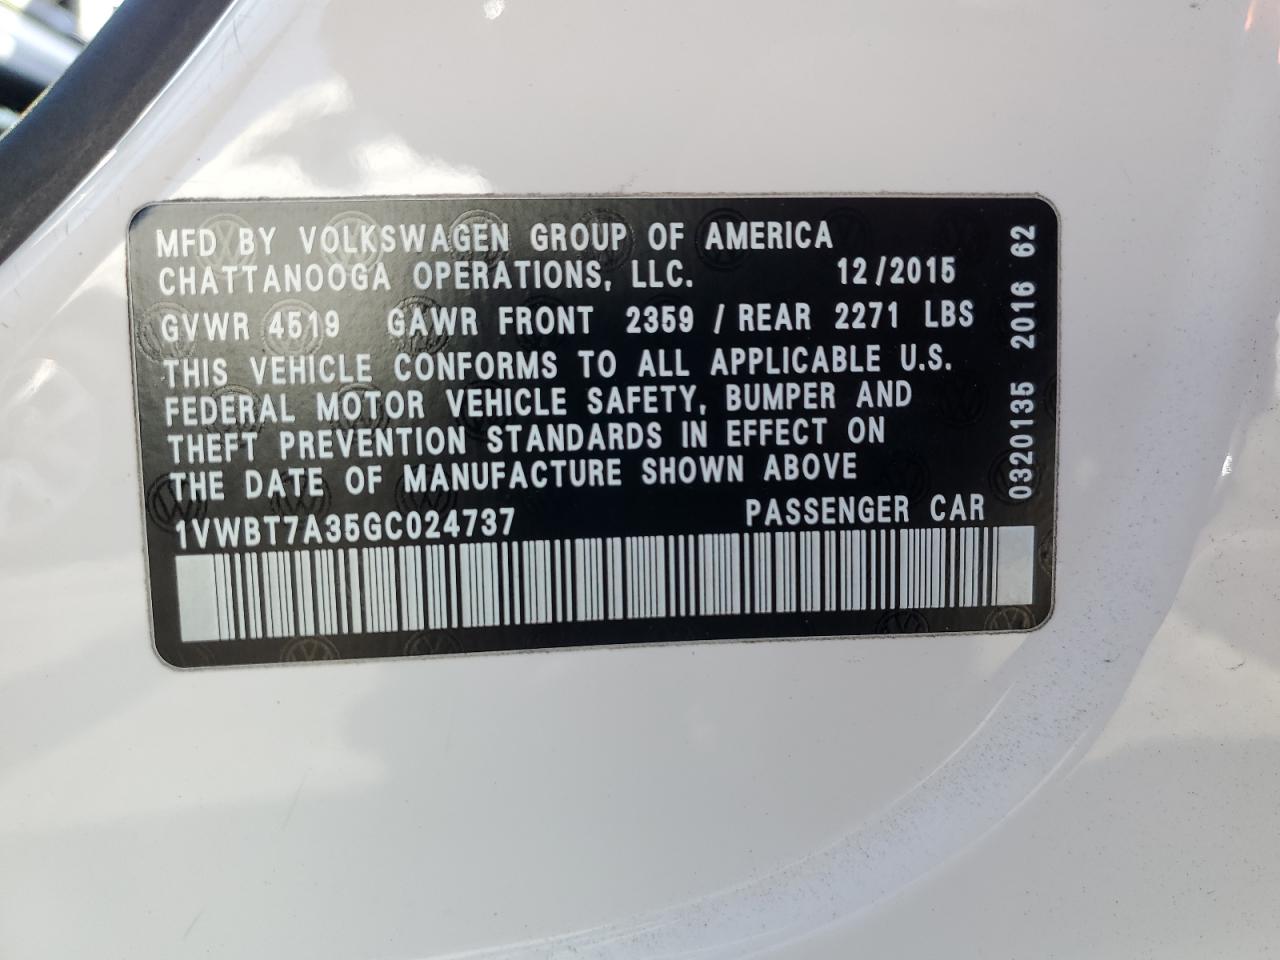 MFD BY VOLKSWAGEN GROUP OF AMERICA
CHATTANOOGA OPERATIONS, LLC. 12/2015
GVWR 4519 GAWR FRONT 2359 / REAR 2271 LBS
THIS VEHICLE CONFORMS TO ALL APPLICABLE U.S.
FEDERAL MOTOR VEHICLE SAFETY, BUMPER AND
THEFT PREVENTION STANDARDS IN EFFECT ON
THE DATE OF MANUFACTURE SHOWN ABOVE
1VWBT7A35GC024737 PASSENGER CAR
0320135 2016 62